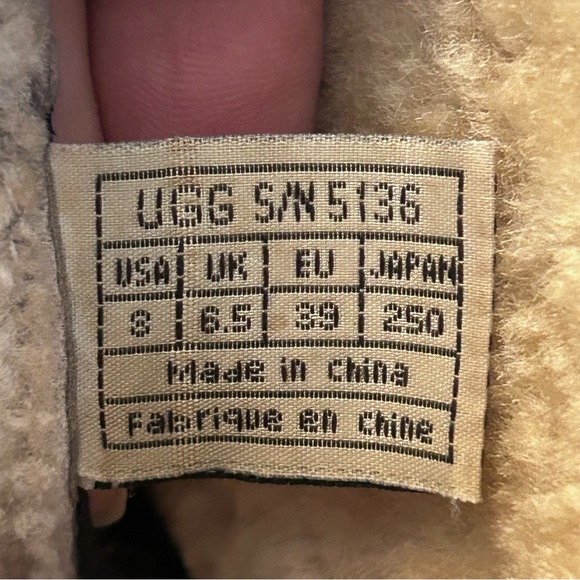 UGG S/N 5136
USA UK EU JAPAN
8 6.5 39 250
Made in china
Fabrique en chine